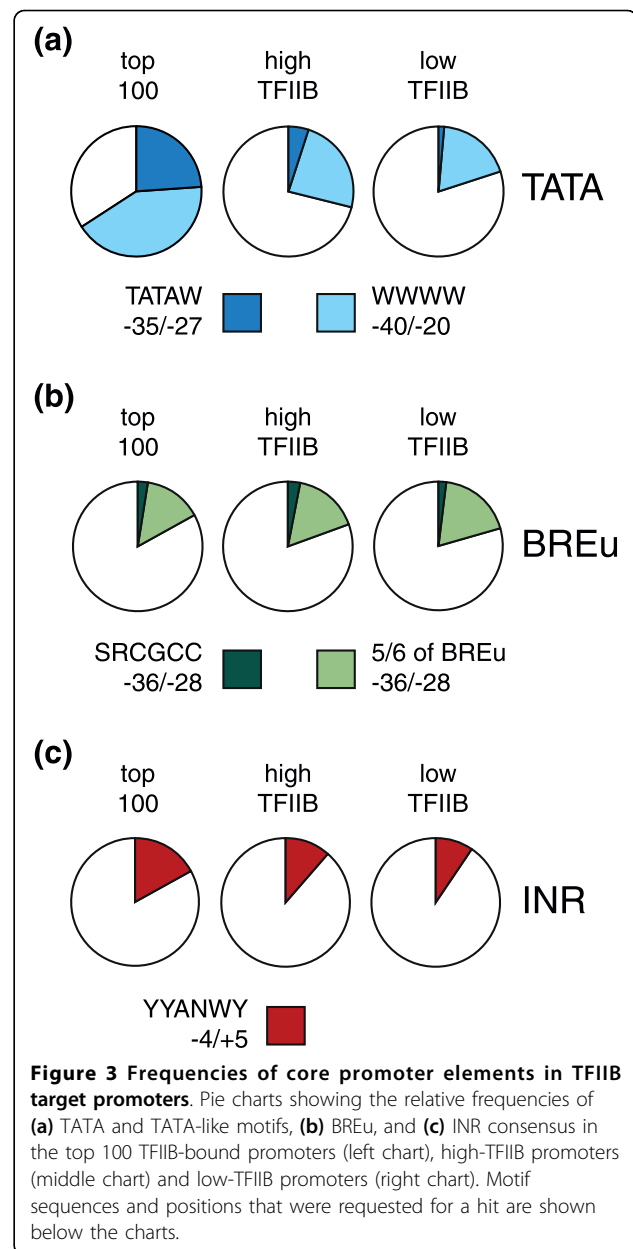 (a)
top
100
high
TFIIB
low
TFIIB
TATA
TATAW
-35/-27
WWWW
-40/-20
(b)
top
100
high
TFIIB
low
TFIIB
BREu
SRCGCC
-36/-28
5/6 of BREu
-36/-28
(c)
top
100
high
TFIIB
low
TFIIB
INR
YYANWY
-4/+5
Figure 3 Frequencies of core promoter elements in TFIIB
target promoters. Pie charts showing the relative frequencies of
(a) TATA and TATA-like motifs, (b) BREu, and (c) INR consensus in
the top 100 TFIIB-bound promoters (left chart), high-TFIIB promoters
(middle chart) and low-TFIIB promoters (right chart). Motif
sequences and positions that were requested for a hit are shown
below the charts.